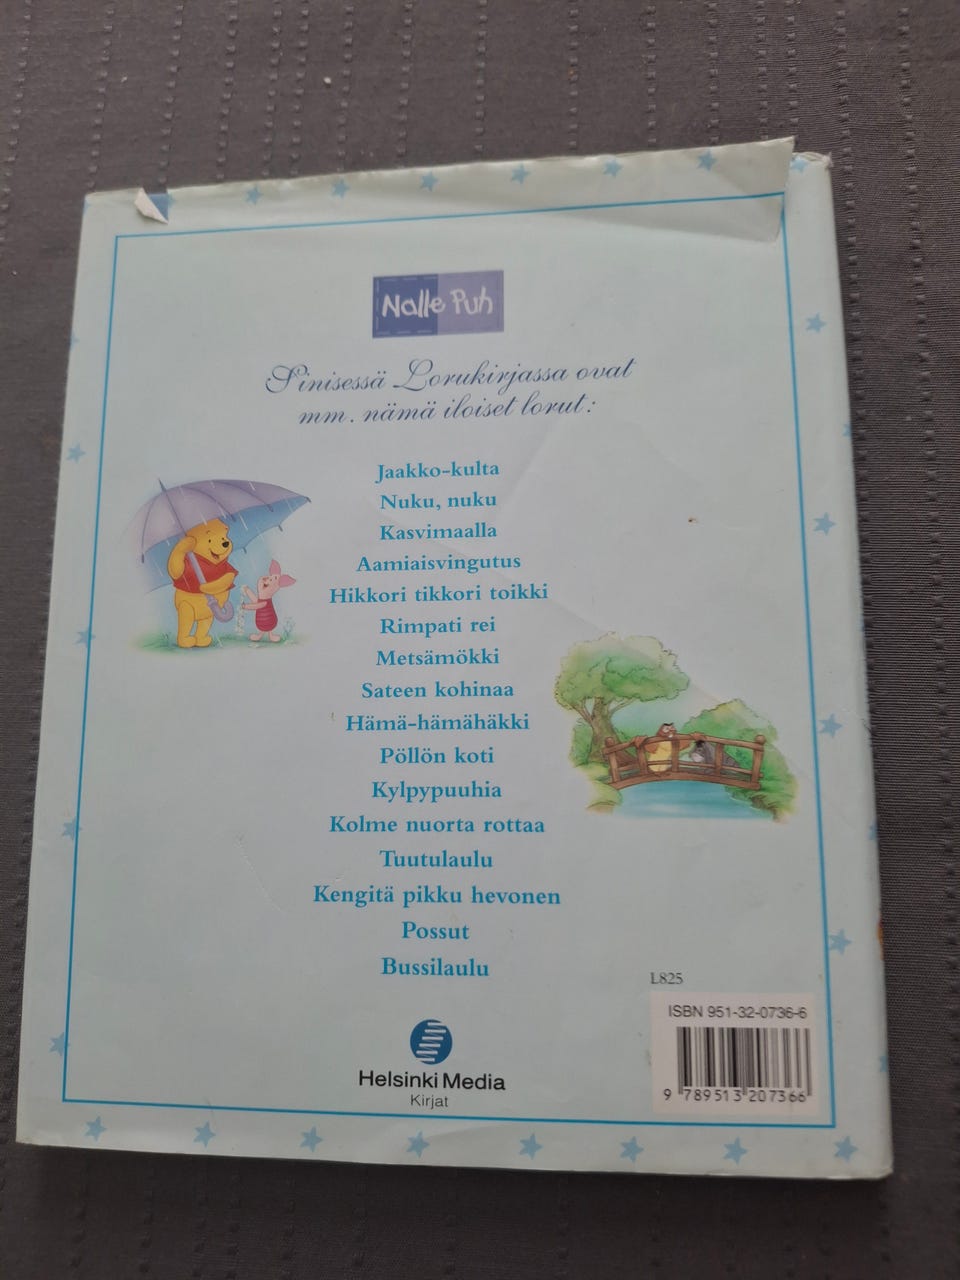 Nalle Puh
Sinisessä Lorukirjassa ovat
mm. nämä iloiset lorut:
Jaakko-kulta
Nuku, nuku
Kasvimaalla
Aamiaisvingutus
Hikkori tikkori toikki
Rimpati rei
Metsämökki
Sateen kohinaa
Hämä-hämähäkki
Pöllön koti
Kylpypuuhia
Kolme nuorta rottaa
Tuutulaulu
Kengitä pikku hevonen
Possut
Bussilaulu
L825
ISBN 951-32-0736-6
9 789513 207366
Helsinki Media
Kirjat